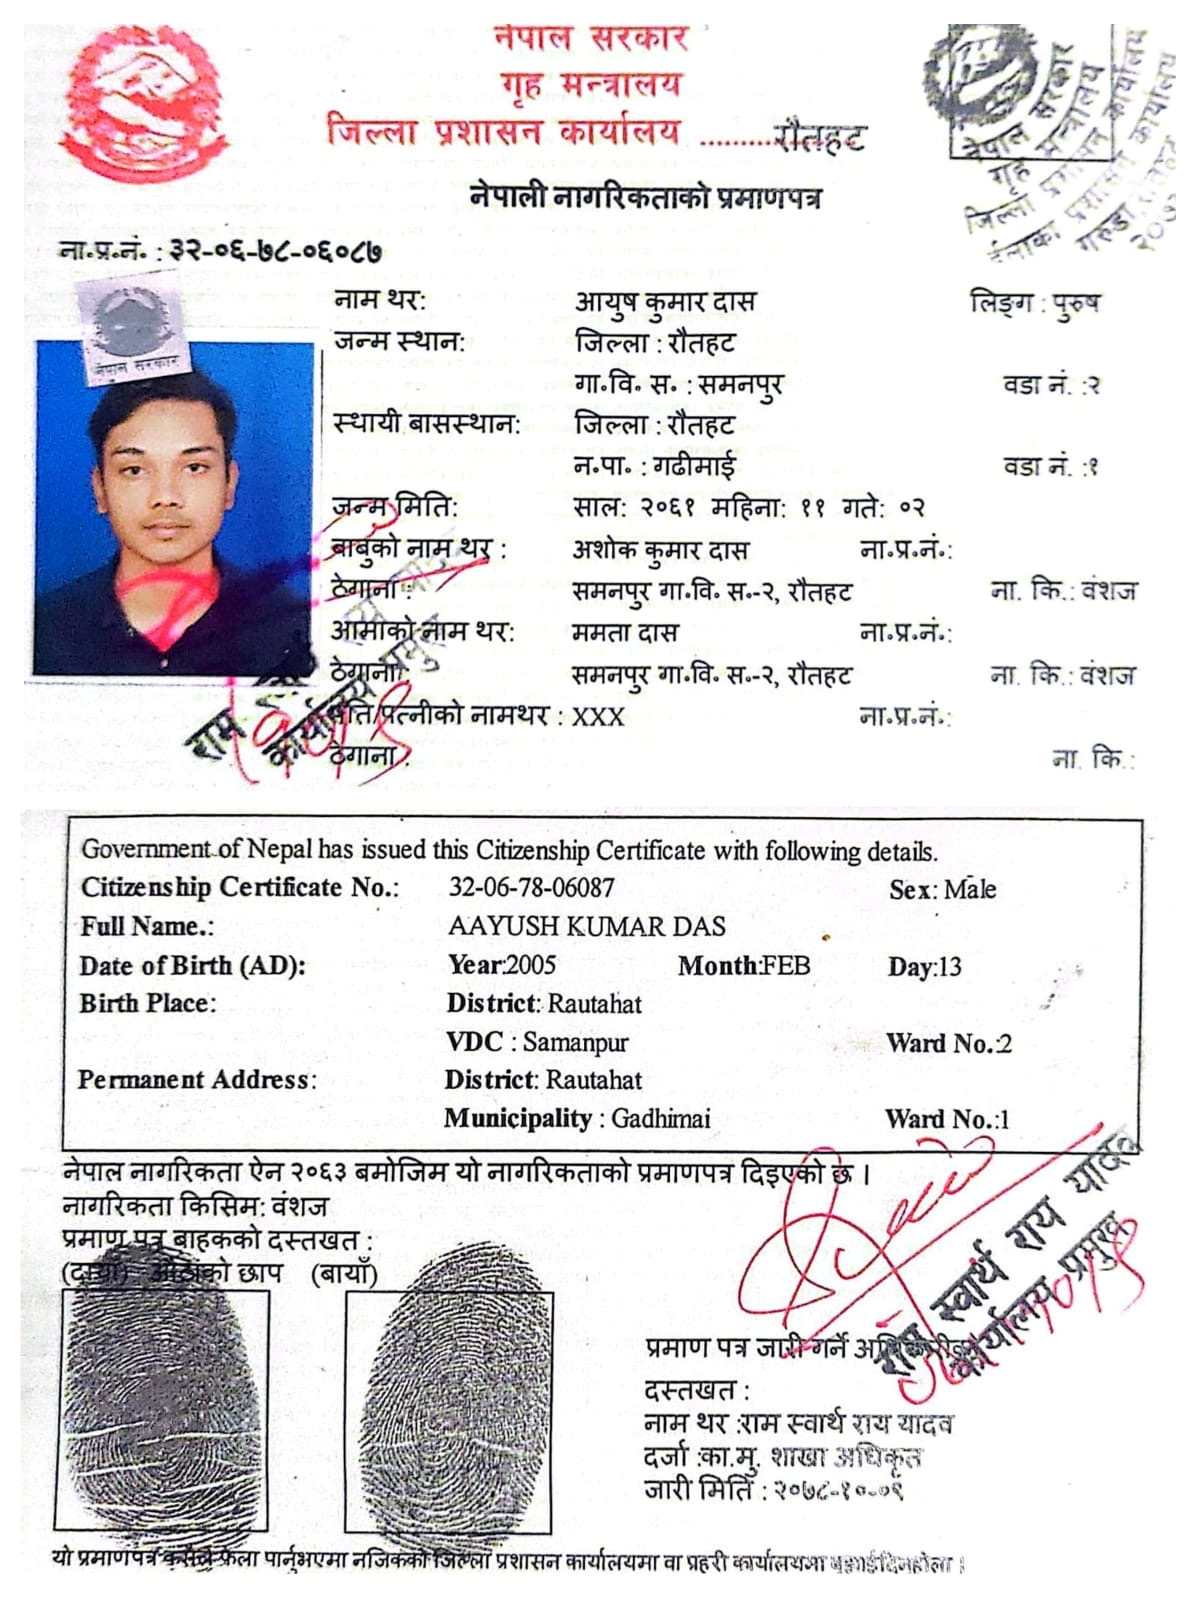 नेपाल सरकार
गृह मन्त्रालय
जिल्ला प्रशासन कार्यालय ............. रौतहट
नेपाल सरकार
गृह मन्त्रालय
जिल्ला प्रशासन कार्यालय
ईलाका प्रशासन कार्यालय
गरुडा, रौतहट
नेपाली नागरिकताको प्रमाणपत्र
ना॰प्र॰नं॰ : ३२-०६-७८-०६०८७
नेपाल सरकार
नाम थर: आयुष कुमार दास लिङ्ग : पुरुष
जन्म स्थान: जिल्ला : रौतहट
गा॰वि॰ स॰ : समनपुर वडा नं. :२
स्थायी बासस्थान: जिल्ला : रौतहट
न॰पा॰ : गढीमाई वडा नं. :१
जन्म मिति: साल: २०६१ महिना: ११ गते: ०२
बाबुको नाम थर : अशोक कुमार दास ना॰प्र॰नं॰:
ठेगाना : समनपुर गा॰वि॰ स॰-२, रौतहट ना. कि.: वंशज
आमाको नाम थर: ममता दास ना॰प्र॰नं॰:
ठेगाना: समनपुर गा॰वि॰ स॰-२, रौतहट ना. कि.: वंशज
पति/पत्नीको नामथर : XXX ना॰प्र॰नं॰:
ठेगाना : ना. कि.:
राम
कार्यालय प्रमुख
Government of Nepal has issued this Citizenship Certificate with following details.
Citizenship Certificate No.: 32-06-78-06087 Sex: Male
Full Name.: AAYUSH KUMAR DAS
Date of Birth (AD): Year:2005 Month:FEB Day:13
Birth Place: District: Rautahat
VDC : Samanpur Ward No.:2
Permanent Address: District: Rautahat
Municipality : Gadhimai Ward No.:1
नेपाल नागरिकता ऐन २०६३ बमोजिम यो नागरिकताको प्रमाणपत्र दिइएको छ ।
नागरिकता किसिम: वंशज
प्रमाण पत्र बाहकको दस्तखत :
(दायाँ) औंठाको छाप (बायाँ)
राम स्वार्थ राय यादव
कार्यालय प्रमुख
प्रमाण पत्र जारी गर्ने अधिकारीको
दस्तखत :
नाम थर :राम स्वार्थ राय यादव
दर्जा :का.मु. शाखा अधिकृत
जारी मिति : २०७८-१०-०९
यो प्रमाणपत्र कसैले फेला पार्नुभएमा नजिकको जिल्ला प्रशासन कार्यालयमा वा प्रहरी कार्यालयमा बुझाईदिनुहोला ।